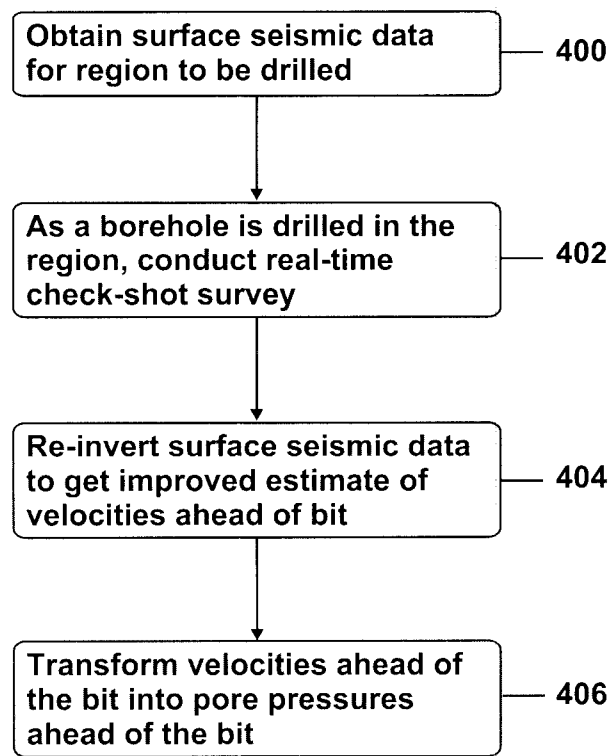 Obtain surface seismic data
for region to be drilled
400
As a borehole is drilled in the
region, conduct real-time
check-shot survey
402
Re-invert surface seismic data
to get improved estimate of
velocities ahead of bit
404
Transform velocities ahead of
the bit into pore pressures
ahead of the bit
406